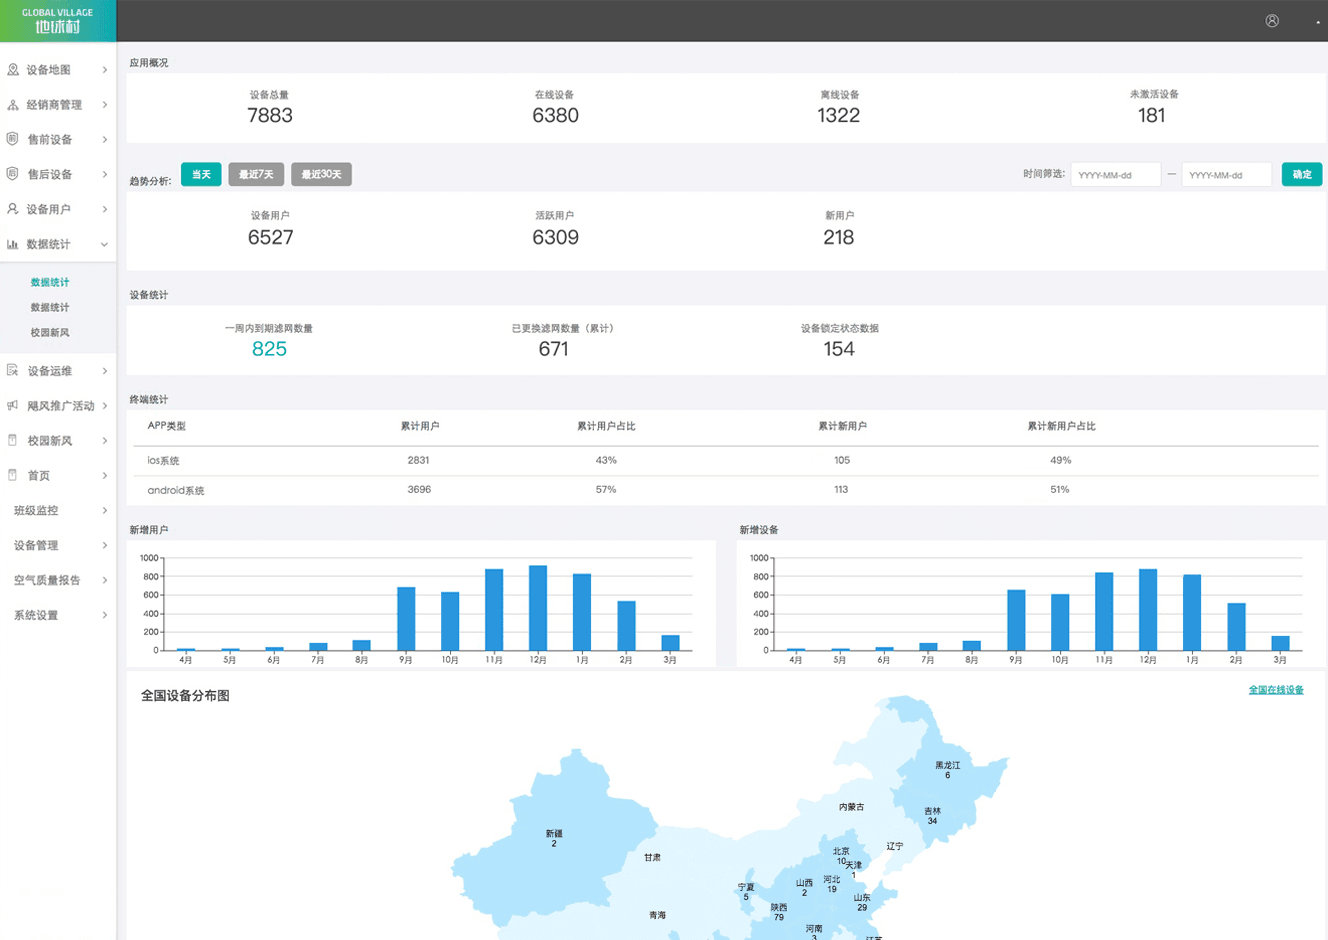 GLOBAL VILLAGE
地球村
设备地图
经销商管理
售前设备
售后设备
设备用户
数据统计
数据统计
数据统计
校园新风
设备运维
飓风推广活动
校园新风
首页
班级监控
设备管理
空气质量报告
系统设置
应用概况
设备总量 在线设备 离线设备 未激活设备
7883 6380 1322 181
趋势分析: 当天 最近7天 最近30天 时间筛选: YYYY-MM-dd — YYYY-MM-dd 确定
设备用户 活跃用户 新用户
6527 6309 218
设备统计
一周内到期滤网数量 已更换滤网数量（累计） 设备锁定状态数据
825 671 154
终端统计
APP类型 累计用户 累计用户占比 累计新用户 累计新用户占比
ios系统 2831 43% 105 49%
android系统 3696 57% 113 51%
新增用户
1000
800
600
400
200
0
4月 5月 6月 7月 8月 9月 10月 11月 12月 1月 2月 3月
新增设备
1000
800
600
400
200
0
4月 5月 6月 7月 8月 9月 10月 11月 12月 1月 2月 3月
全国设备分布图
全国在线设备
黑龙江
6
内蒙古
吉林
34
新疆
2
辽宁
北京
10
甘肃
天津
1
河北
19
山西
2
宁夏
5
山东
29
陕西
79
青海
河南
3
江苏